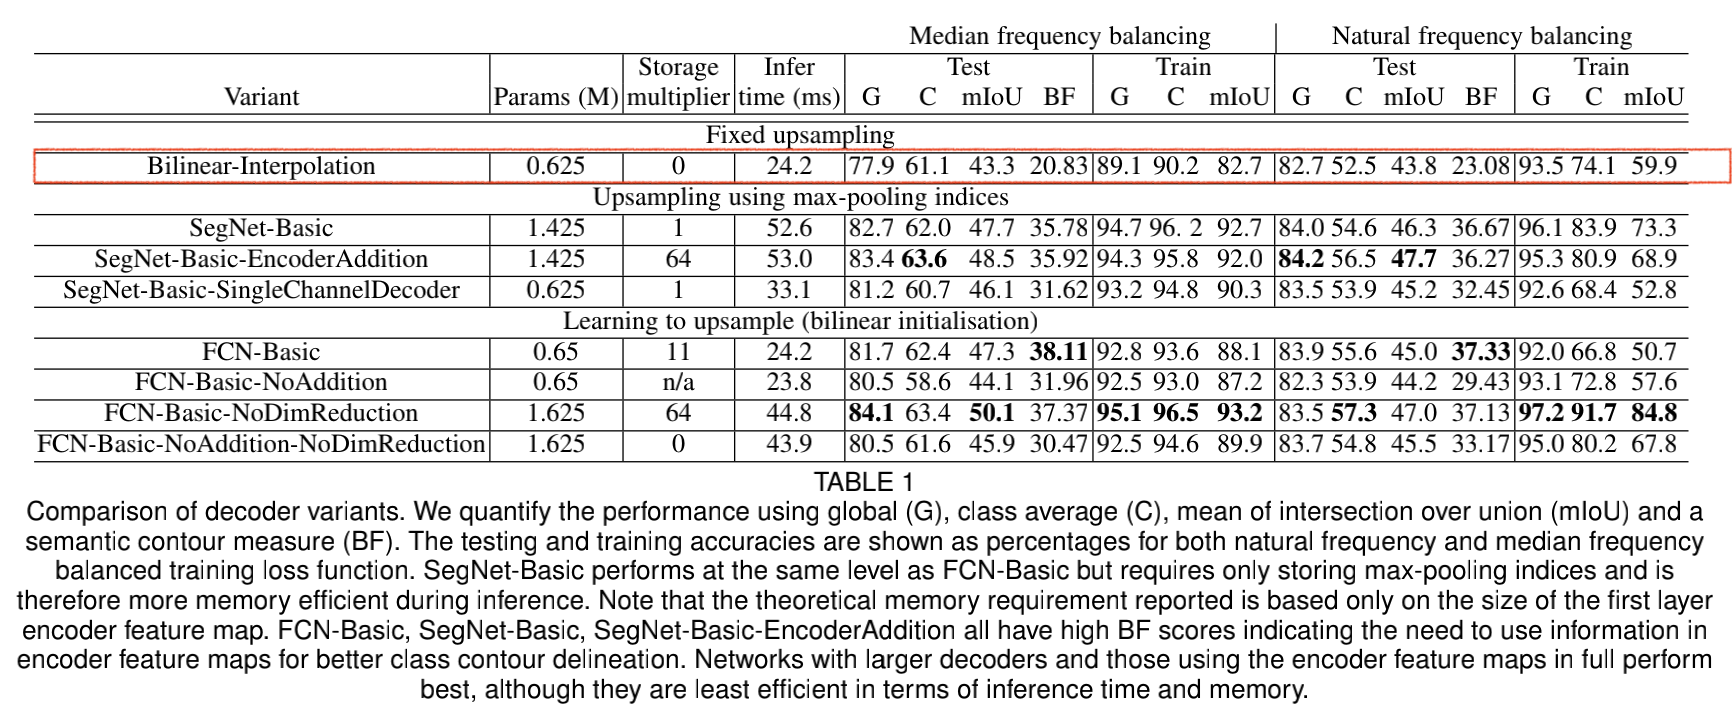 Median frequency balancing Natural frequency balancing
Storage Infer Test Train Test Train
Variant Params (M) multiplier time (ms) G C mIoU BF G C mIoU G C mIoU BF G C mIoU
Fixed upsampling
Bilinear-Interpolation 0.625 0 24.2 77.9 61.1 43.3 20.83 89.1 90.2 82.7 82.7 52.5 43.8 23.08 93.5 74.1 59.9
Upsampling using max-pooling indices
SegNet-Basic 1.425 1 52.6 82.7 62.0 47.7 35.78 94.7 96. 2 92.7 84.0 54.6 46.3 36.67 96.1 83.9 73.3
SegNet-Basic-EncoderAddition 1.425 64 53.0 83.4 63.6 48.5 35.92 94.3 95.8 92.0 84.2 56.5 47.7 36.27 95.3 80.9 68.9
SegNet-Basic-SingleChannelDecoder 0.625 1 33.1 81.2 60.7 46.1 31.62 93.2 94.8 90.3 83.5 53.9 45.2 32.45 92.6 68.4 52.8
Learning to upsample (bilinear initialisation)
FCN-Basic 0.65 11 24.2 81.7 62.4 47.3 38.11 92.8 93.6 88.1 83.9 55.6 45.0 37.33 92.0 66.8 50.7
FCN-Basic-NoAddition 0.65 n/a 23.8 80.5 58.6 44.1 31.96 92.5 93.0 87.2 82.3 53.9 44.2 29.43 93.1 72.8 57.6
FCN-Basic-NoDimReduction 1.625 64 44.8 84.1 63.4 50.1 37.37 95.1 96.5 93.2 83.5 57.3 47.0 37.13 97.2 91.7 84.8
FCN-Basic-NoAddition-NoDimReduction 1.625 0 43.9 80.5 61.6 45.9 30.47 92.5 94.6 89.9 83.7 54.8 45.5 33.17 95.0 80.2 67.8
TABLE 1
Comparison of decoder variants. We quantify the performance using global (G), class average (C), mean of intersection over union (mIoU) and a
semantic contour measure (BF). The testing and training accuracies are shown as percentages for both natural frequency and median frequency
balanced training loss function. SegNet-Basic performs at the same level as FCN-Basic but requires only storing max-pooling indices and is
therefore more memory efficient during inference. Note that the theoretical memory requirement reported is based only on the size of the first layer
encoder feature map. FCN-Basic, SegNet-Basic, SegNet-Basic-EncoderAddition all have high BF scores indicating the need to use information in
encoder feature maps for better class contour delineation. Networks with larger decoders and those using the encoder feature maps in full perform
best, although they are least efficient in terms of inference time and memory.